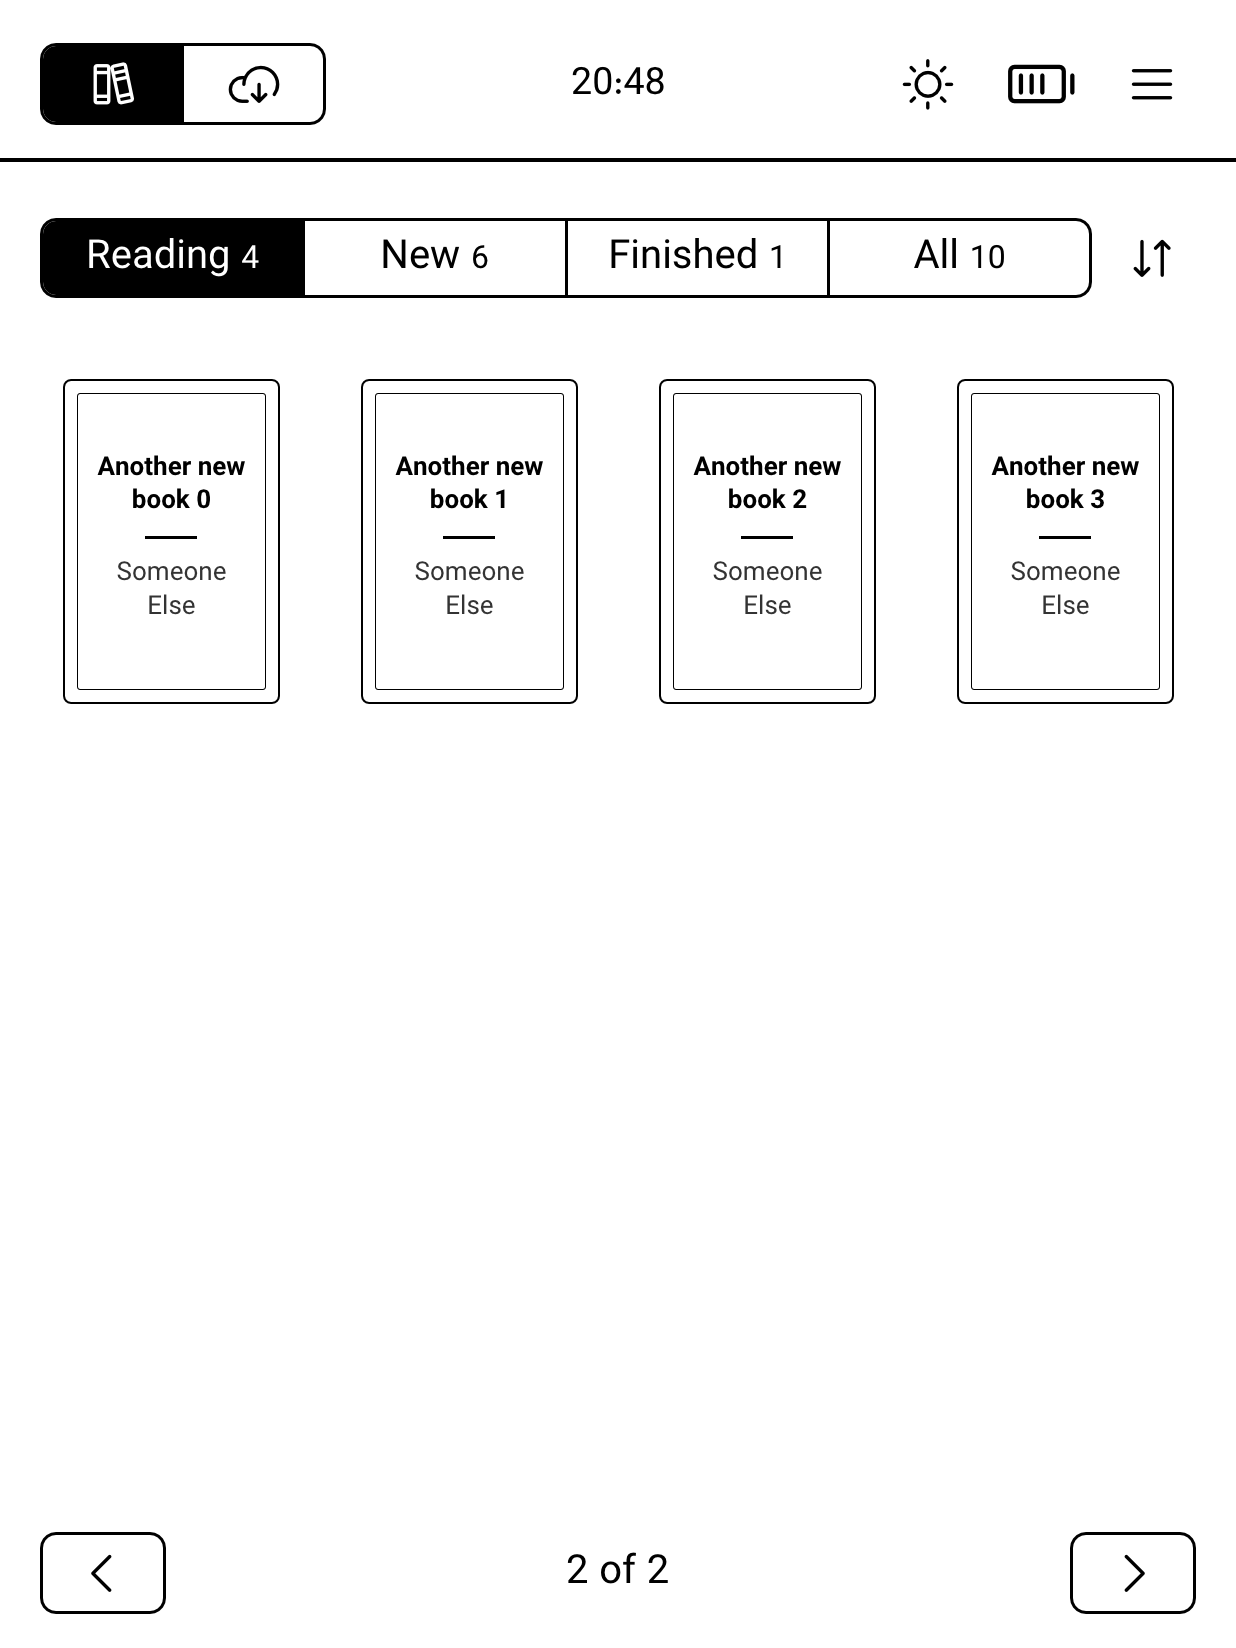 20:48
Reading 4 New 6 Finished 1 All 10
Another new
book 0
Someone
Else
Another new
book 1
Someone
Else
Another new
book 2
Someone
Else
Another new
book 3
Someone
Else
2 of 2